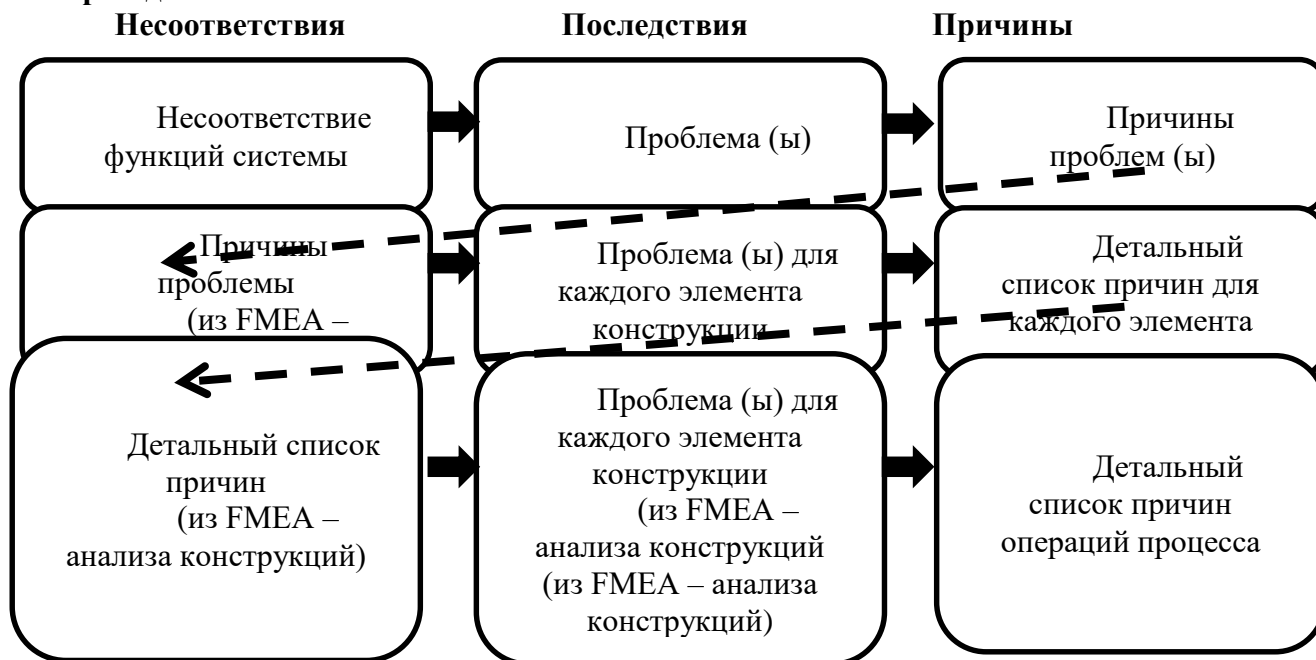 Несоответствия
Последствия
Причины
Несоответствие
функций системы
Проблема (ы)
Причины
проблем (ы)
Причины
проблемы
(из FMEA –
Проблема (ы) для
каждого элемента
конструкции
Детальный
список причин для
каждого элемента
Детальный список
причин
(из FMEA –
анализа конструкций)
Проблема (ы) для
каждого элемента
конструкции
(из FMEA –
анализа конструкций
(из FMEA – анализа
конструкций)
Детальный
список причин
операций процесса